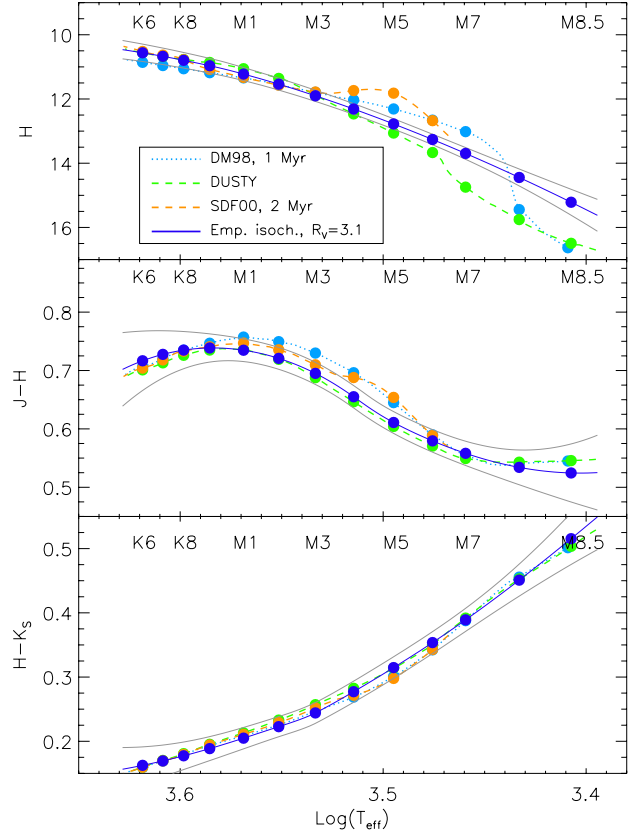 K6 K8 M1 M3 M5 M7 M8.5
10
12
14
16
H
DM98, 1 Myr
DUSTY
SDF00, 2 Myr
Emp. isoch., R_V=3.1
K6 K8 M1 M3 M5 M7 M8.5
0.8
0.7
0.6
0.5
J-H
K6 K8 M1 M3 M5 M7 M8.5
0.5
0.4
0.3
0.2
H-K_S
3.6 3.5 3.4
Log(T_eff)